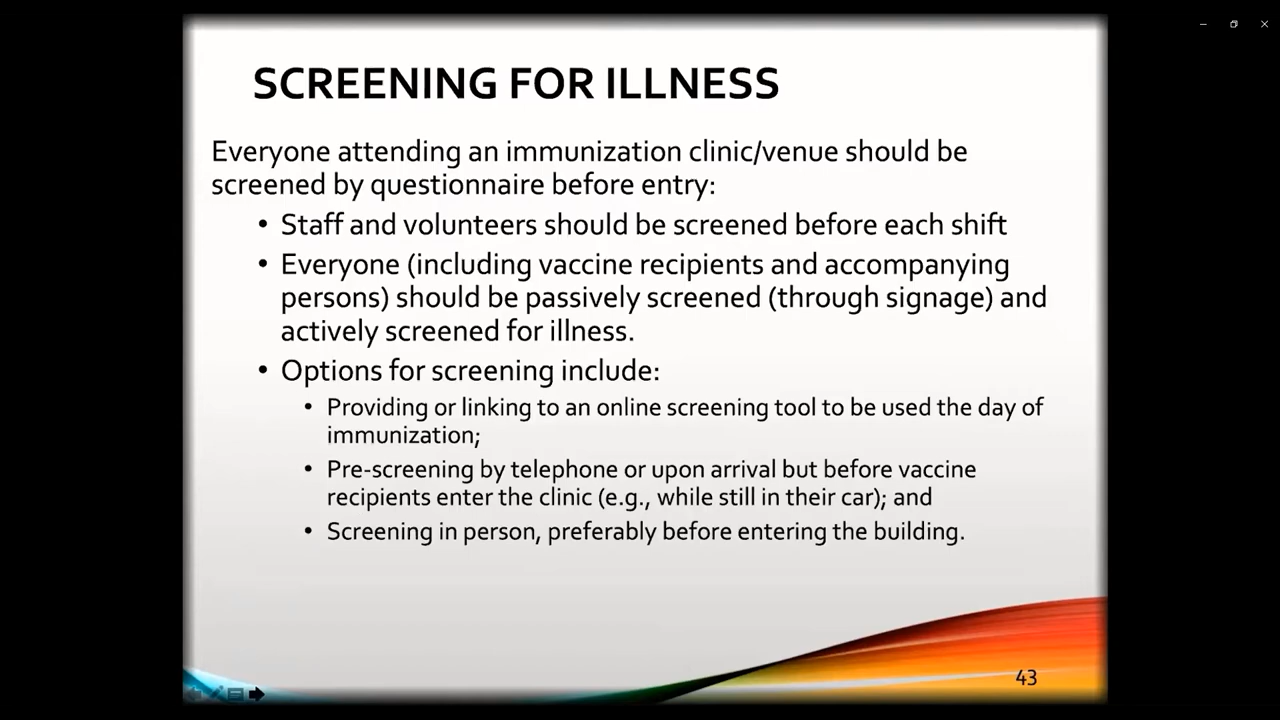 SCREENING FOR ILLNESS
Everyone attending an immunization clinic/venue should be
screened by questionnaire before entry:
• Staff and volunteers should be screened before each shift
• Everyone (including vaccine recipients and accompanying
persons) should be passively screened (through signage) and
actively screened for illness.
• Options for screening include:
• Providing or linking to an online screening tool to be used the day of
immunization;
• Pre-screening by telephone or upon arrival but before vaccine
recipients enter the clinic (e.g., while still in their car); and
• Screening in person, preferably before entering the building.
43